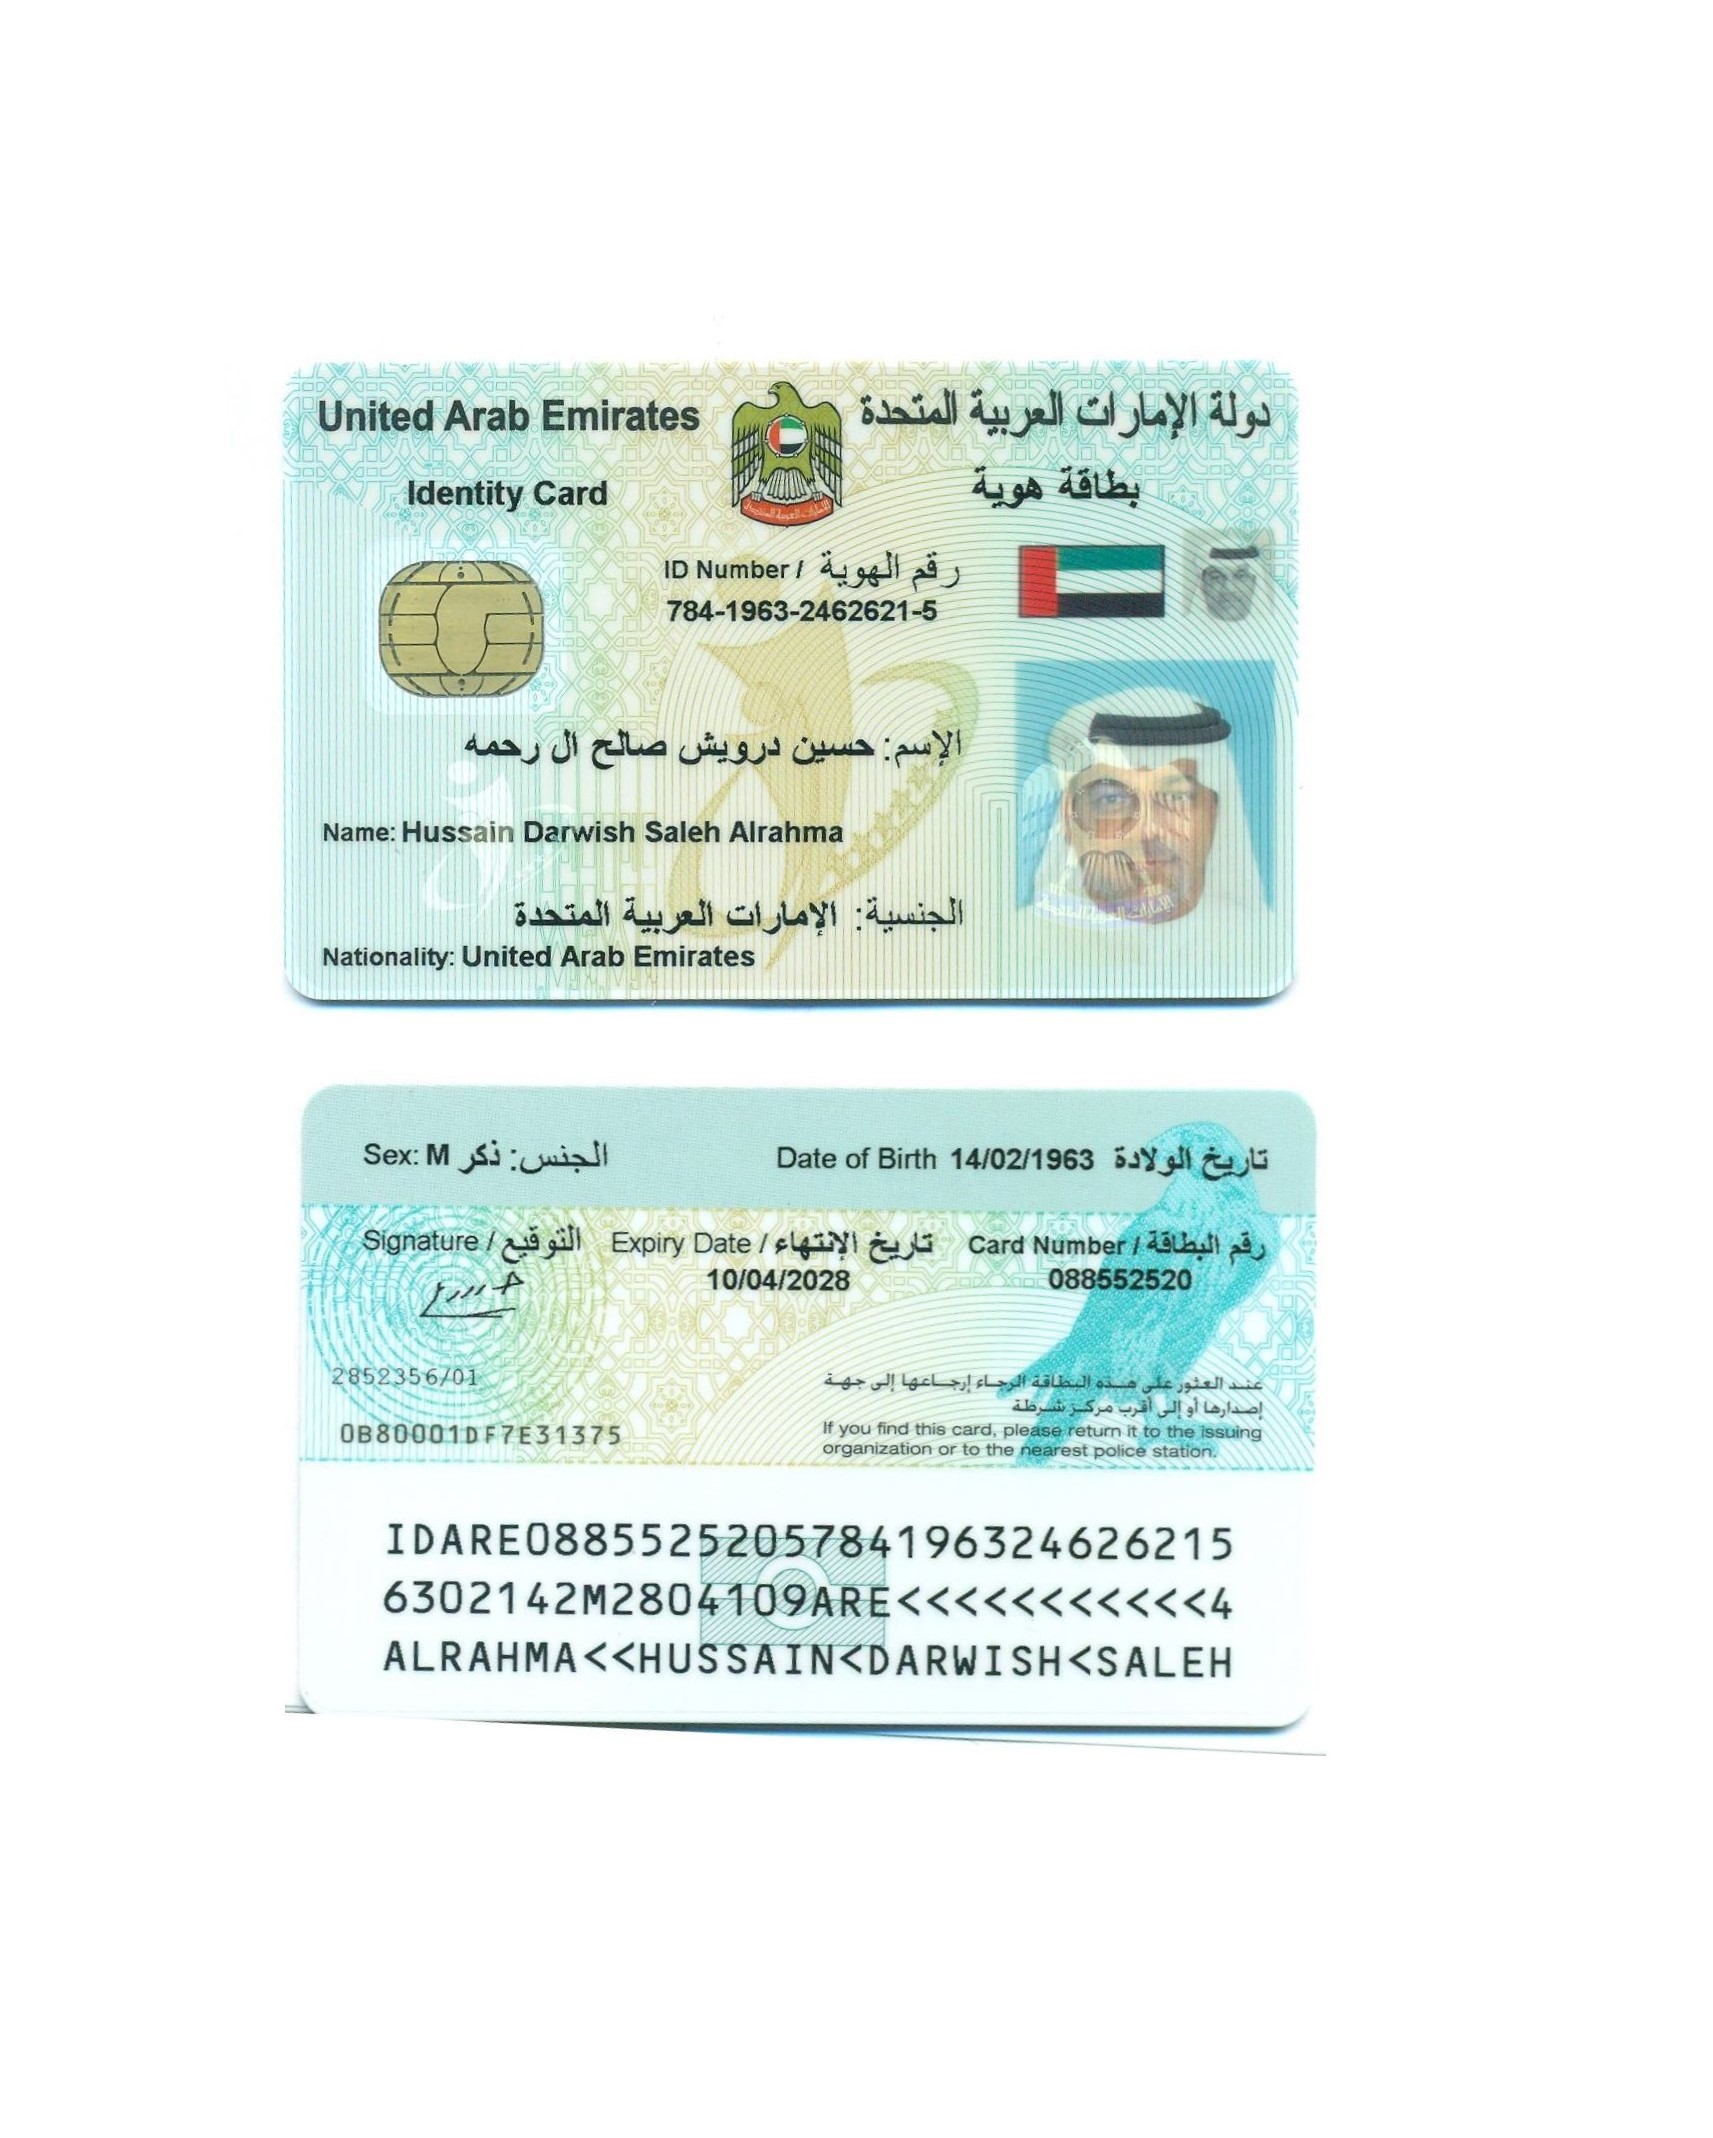 United Arab Emirates
دولة الإمارات العربية المتحدة
Identity Card
بطاقة هوية
ID Number / رقم الهوية
784-1963-2462621-5
الإسم: حسين درويش صالح ال رحمه
Name: Hussain Darwish Saleh Alrahma
الجنسية: الإمارات العربية المتحدة
Nationality: United Arab Emirates
Sex: M الجنس: ذكر
Date of Birth 14/02/1963 تاريخ الولادة
Signature / التوقيع
Expiry Date / تاريخ الإنتهاء
10/04/2028
Card Number / رقم البطاقة
088552520
2852356/01
0B80001DF7E31375
عند العثور على هذه البطاقة الرجاء إرجاعها إلى جهة
إصدارها أو إلى أقرب مركز شرطة
If you find this card, please return it to the issuing
organization or to the nearest police station.
IDARE0885525205784196324626215
6302142M2804109ARE<<<<<<<<<<<4
ALRAHMA<<HUSSAIN<DARWISH<SALEH